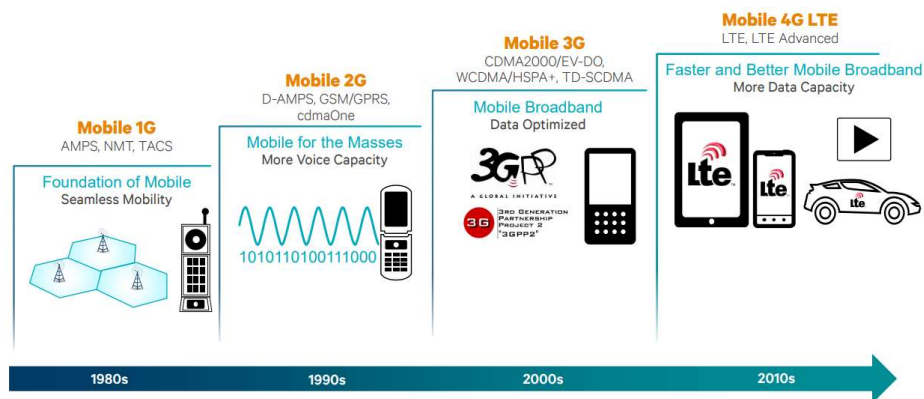 Mobile 1G
AMPS, NMT, TACS
Foundation of Mobile
Seamless Mobility
Mobile 2G
D-AMPS, GSM/GPRS,
cdmaOne
Mobile for the Masses
More Voice Capacity
10101101001111000
Mobile 3G
CDMA2000/EV-DO,
WCDMA/HSPA+, TD-SCDMA
Mobile Broadband
Data Optimized
3GPP
A GLOBAL INITIATIVE
3G
3RD GENERATION
PARTNERSHIP
PROJECT 2
"3GPP2"
Mobile 4G LTE
LTE, LTE Advanced
Faster and Better Mobile Broadband
More Data Capacity
Lte
Lte
Lte
1980s
1990s
2000s
2010s